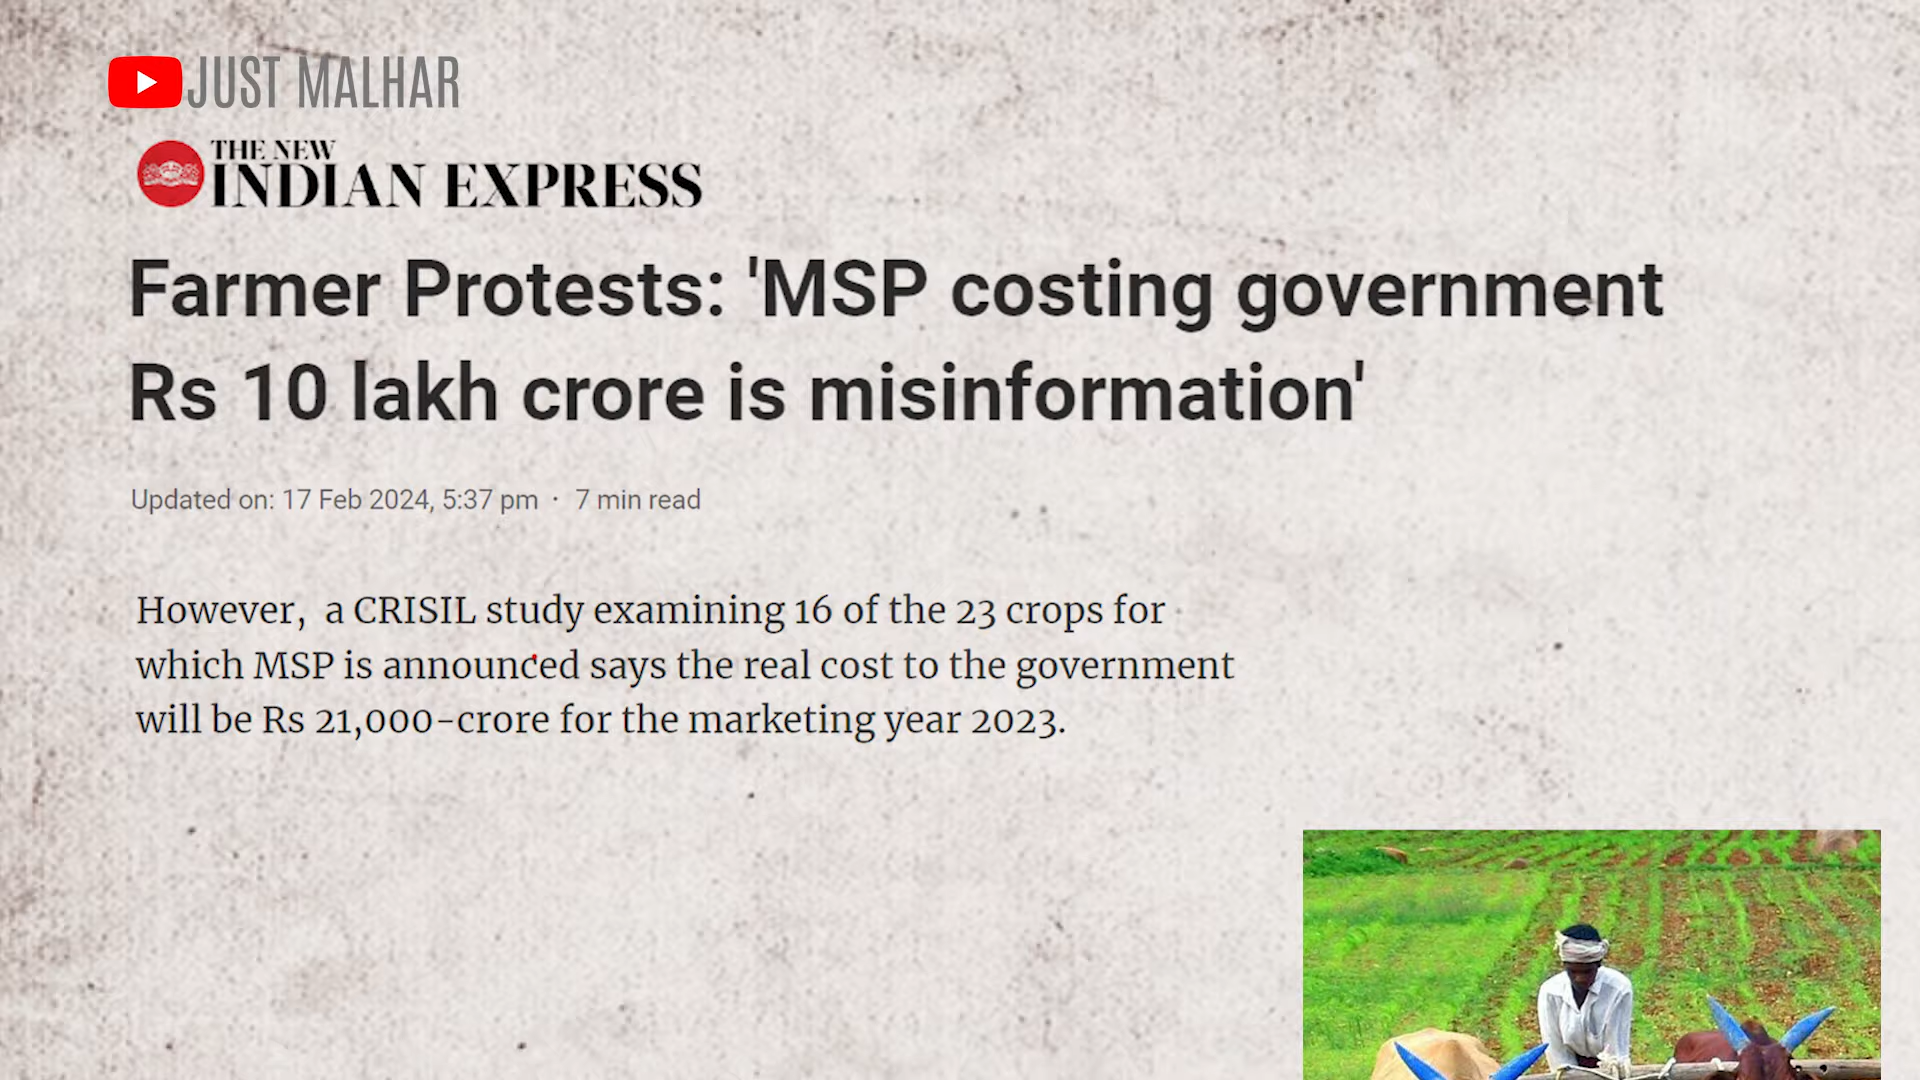 JUST MALHAR
THE NEW
INDIAN EXPRESS
Farmer Protests: 'MSP costing government
Rs 10 lakh crore is misinformation'
Updated on: 17 Feb 2024, 5:37 pm · 7 min read
However, a CRISIL study examining 16 of the 23 crops for
which MSP is announced says the real cost to the government
will be Rs 21,000-crore for the marketing year 2023.